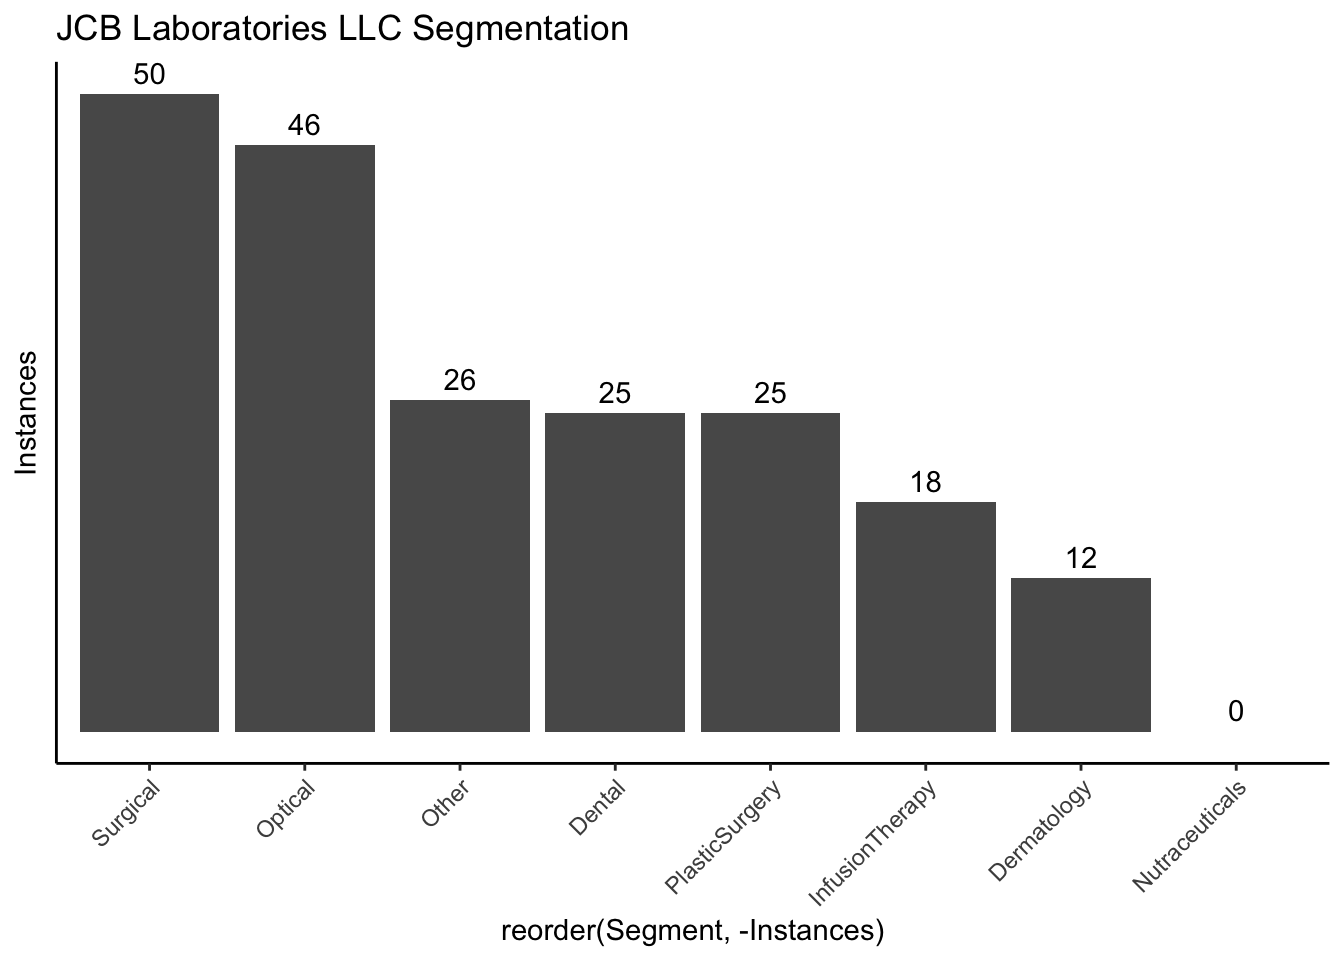 JCB Laboratories LLC Segmentation
50
46
26
25
25
18
12
0
Instances
Surgical
Optical
Other
Dental
PlasticSurgery
InfusionTherapy
Dermatology
Nutraceuticals
reorder(Segment, -Instances)